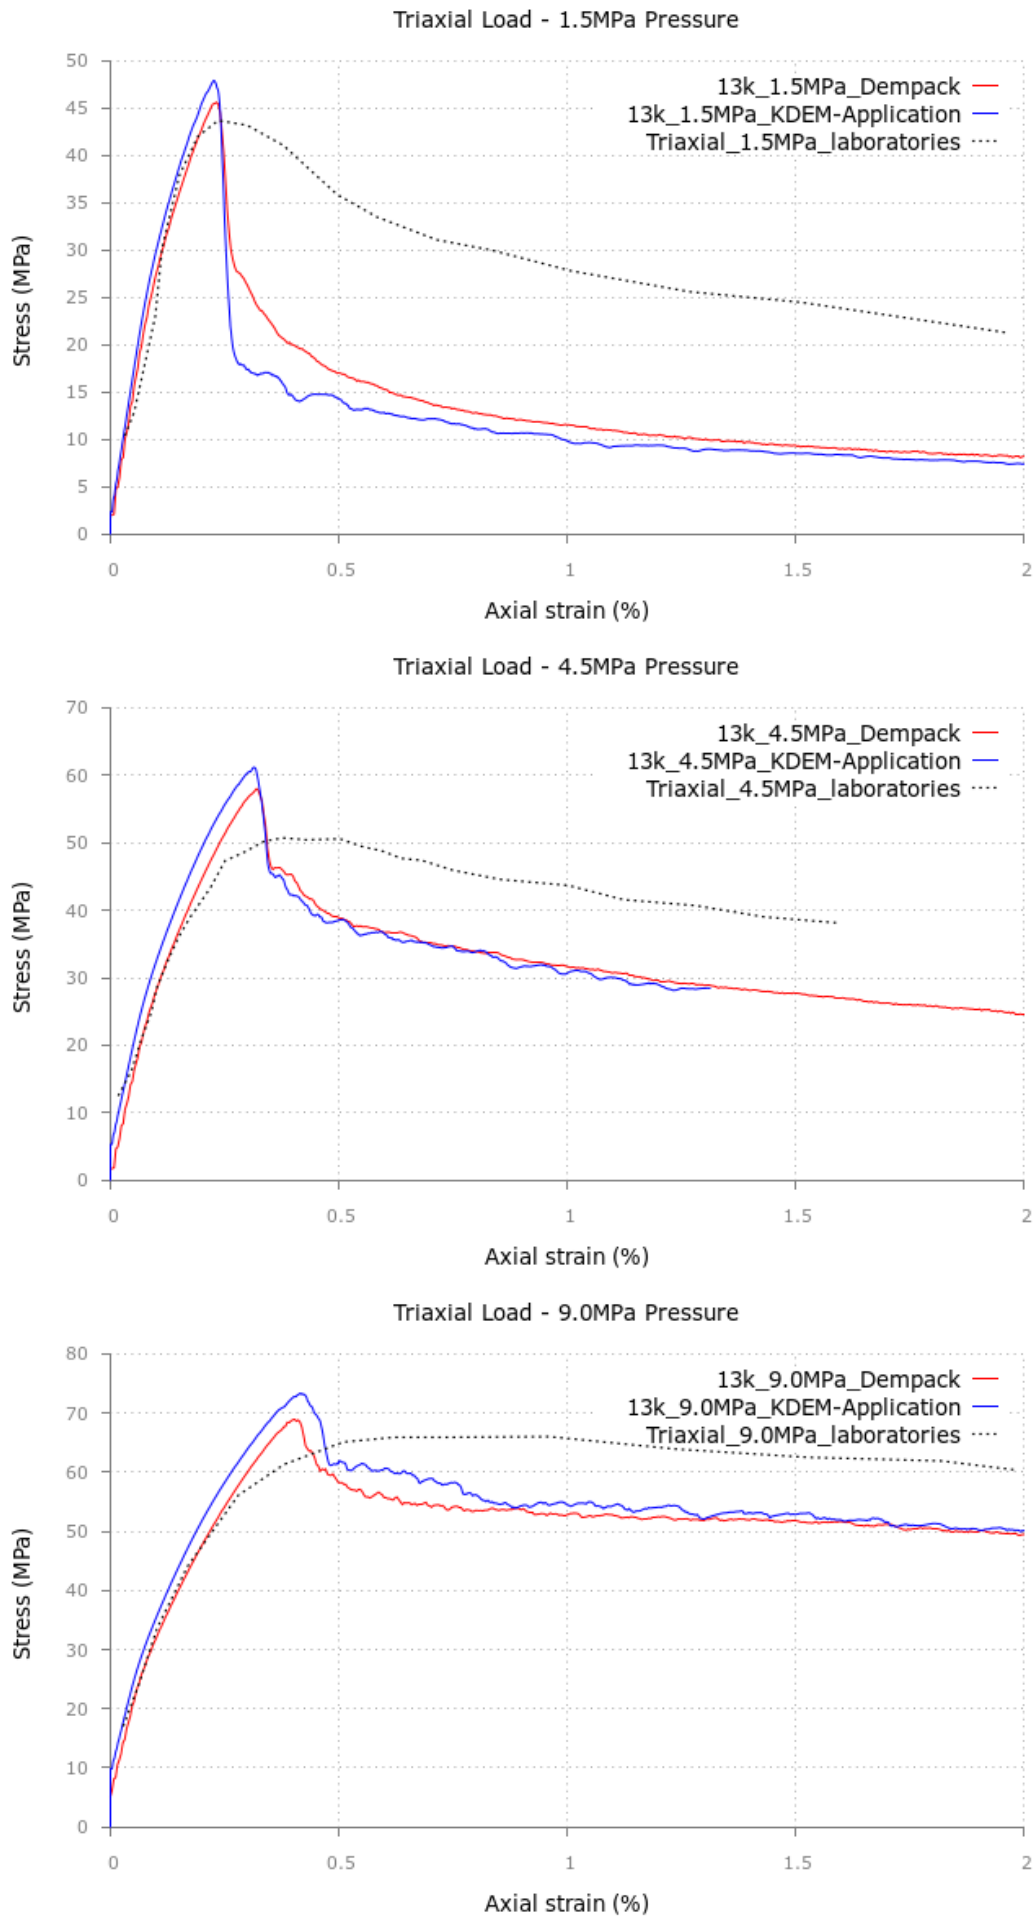 Triaxial Load - 1.5MPa Pressure
50
45
40
35
30
25
20
15
10
5
0
Stress (MPa)
13k_1.5MPa_Dempack
13k_1.5MPa_KDEM-Application
Triaxial_1.5MPa_laboratories
0 0.5 1 1.5 2
Axial strain (%)
Triaxial Load - 4.5MPa Pressure
70
60
50
40
30
20
10
0
Stress (MPa)
13k_4.5MPa_Dempack
13k_4.5MPa_KDEM-Application
Triaxial_4.5MPa_laboratories
0 0.5 1 1.5 2
Axial strain (%)
Triaxial Load - 9.0MPa Pressure
80
70
60
50
40
30
20
10
0
Stress (MPa)
13k_9.0MPa_Dempack
13k_9.0MPa_KDEM-Application
Triaxial_9.0MPa_laboratories
0 0.5 1 1.5 2
Axial strain (%)